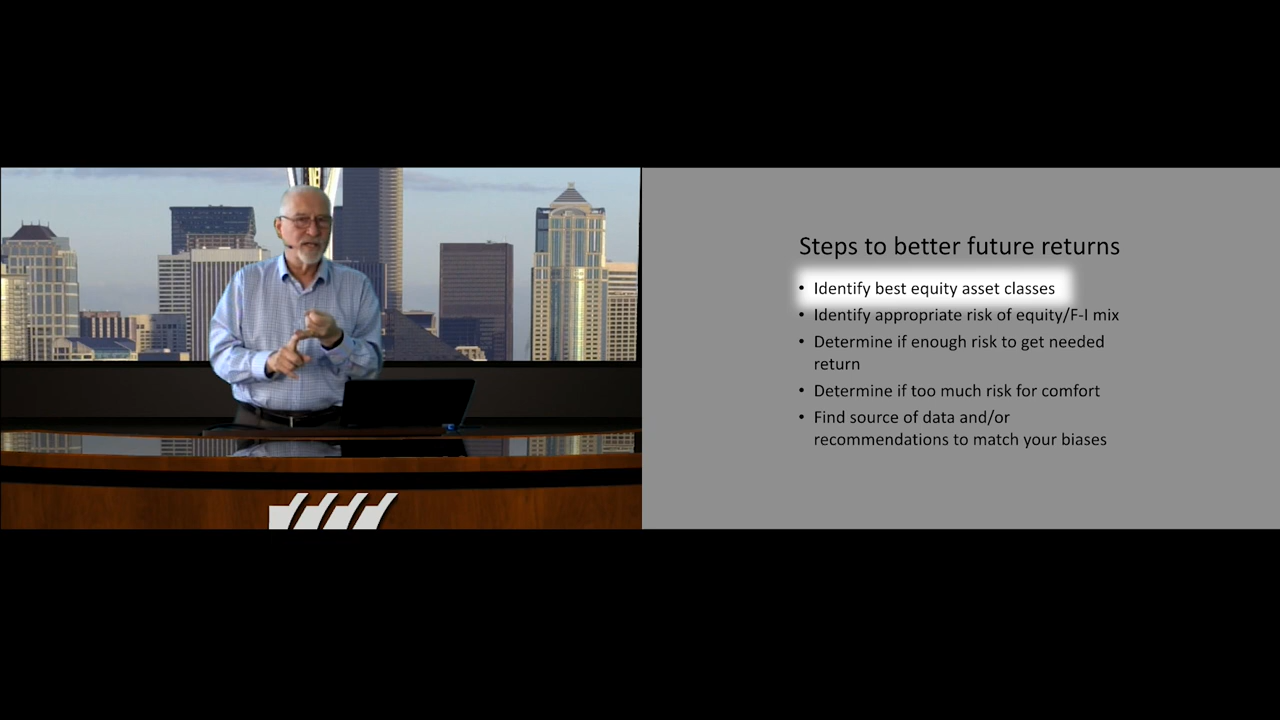 Steps to better future returns
• Identify best equity asset classes
• Identify appropriate risk of equity/F-I mix
• Determine if enough risk to get needed
return
• Determine if too much risk for comfort
• Find source of data and/or
recommendations to match your biases